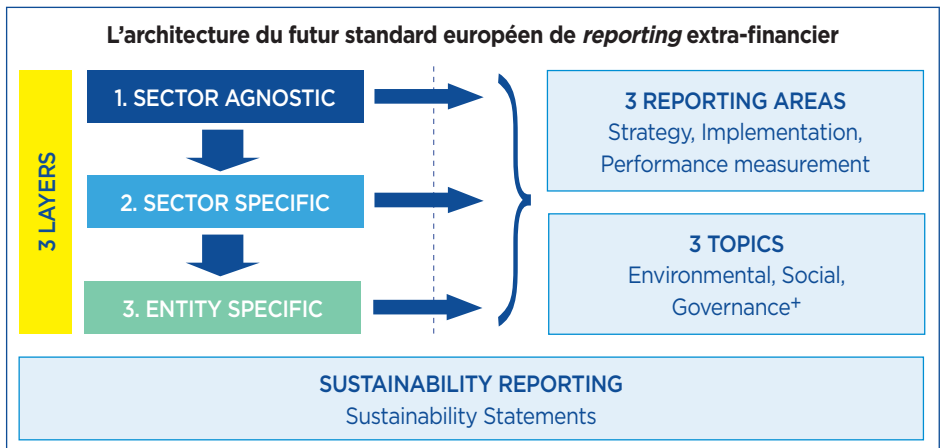 L’architecture du futur standard européen de reporting extra-financier
3 LAYERS
1. SECTOR AGNOSTIC
2. SECTOR SPECIFIC
3. ENTITY SPECIFIC
3 REPORTING AREAS
Strategy, Implementation,
Performance measurement
3 TOPICS
Environmental, Social,
Governance+
SUSTAINABILITY REPORTING
Sustainability Statements